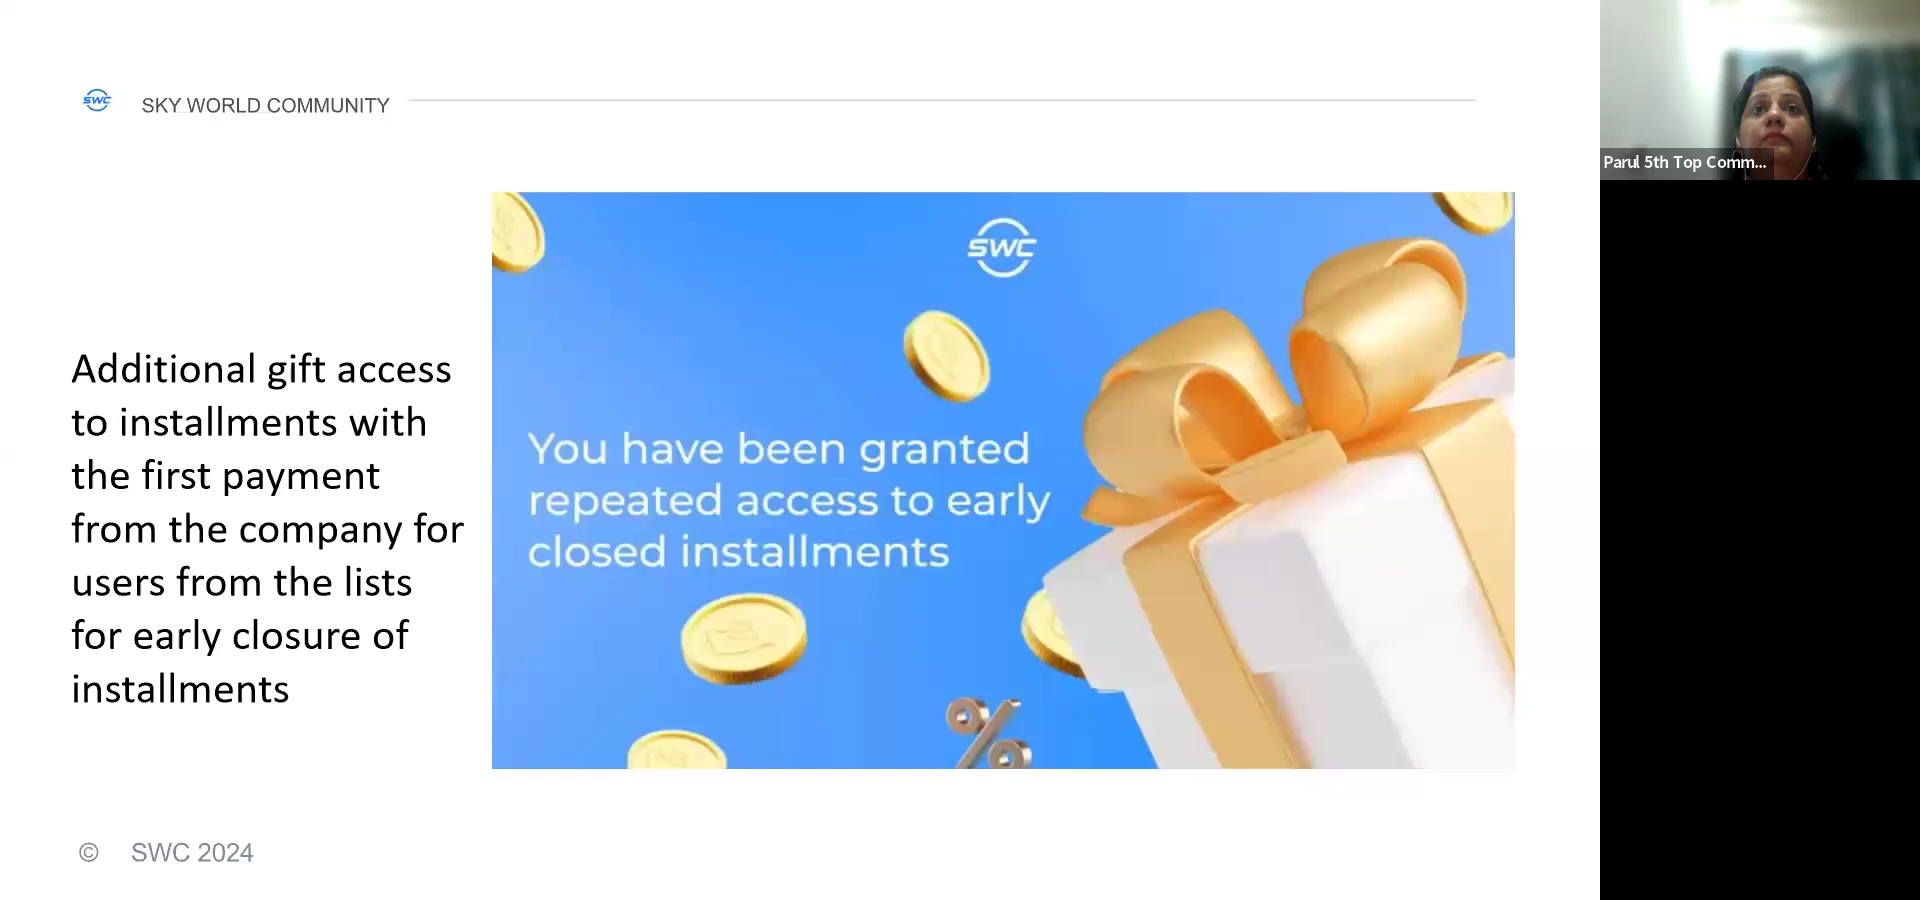 SWC
SKY WORLD COMMUNITY
Additional gift access
to installments with
the first payment
from the company for
users from the lists
for early closure of
installments
SWC
You have been granted
repeated access to early
closed installments
%
© SWC 2024
Parul 5th Top Comm...